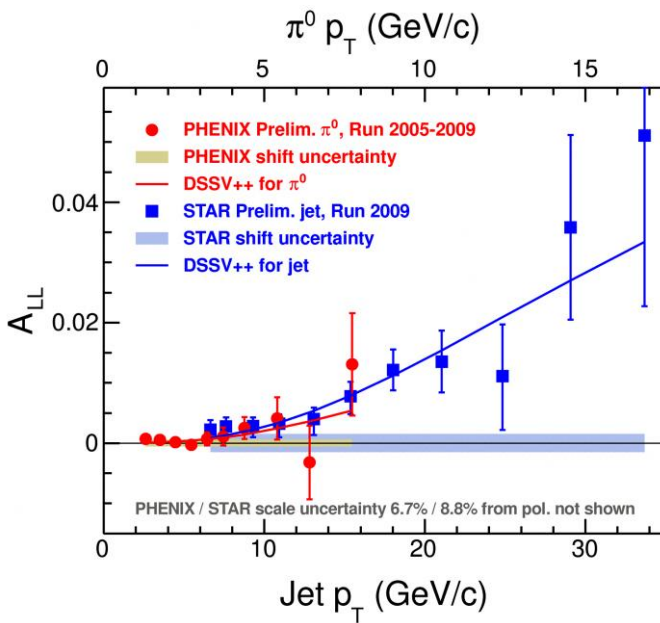 π⁰ p_T (GeV/c)
0 5 10 15
PHENIX Prelim. π⁰, Run 2005-2009
PHENIX shift uncertainty
DSSV++ for π⁰
STAR Prelim. jet, Run 2009
STAR shift uncertainty
DSSV++ for jet
A_LL
0.04
0.02
0
PHENIX / STAR scale uncertainty 6.7% / 8.8% from pol. not shown
0 10 20 30
Jet p_T (GeV/c)